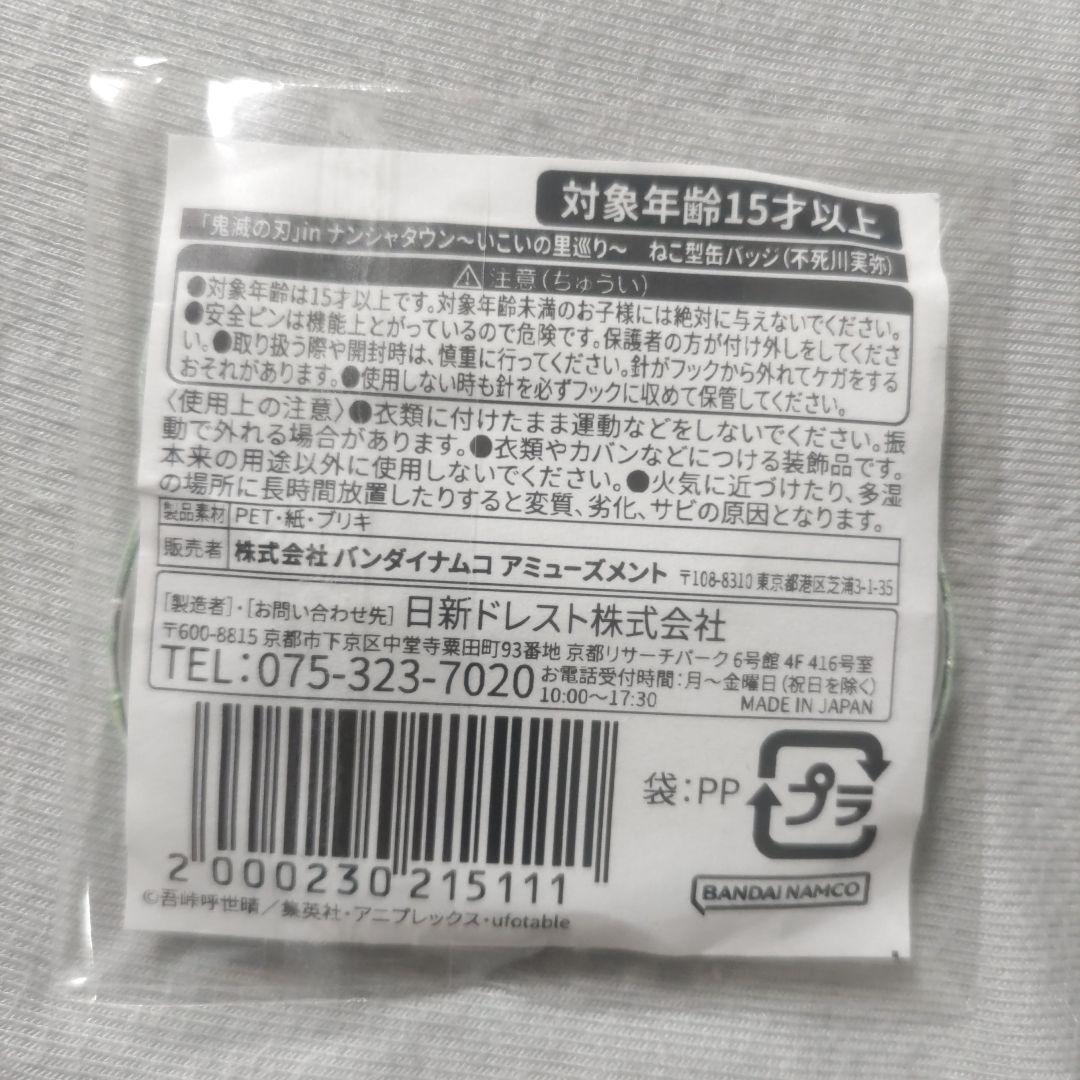 対象年齢15才以上
「鬼滅の刃」in ナンジャタウン～いこいの里巡り～　ねこ型缶バッジ(不死川実弥)
⚠注意(ちゅうい)
●対象年齢は15才以上です。対象年齢未満のお子様には絶対に与えないでください。
●安全ピンは機能上とがっているので危険です。保護者の方が付け外しをしてくださ
い。●取り扱う際や開封時は、慎重に行ってください。針がフックから外れてケガをする
おそれがあります。●使用しない時も針を必ずフックに収めて保管してください。
〈使用上の注意〉●衣類に付けたまま運動などをしないでください。振
動で外れる場合があります。●衣類やカバンなどにつける装飾品です。
本来の用途以外に使用しないでください。●火気に近づけたり、多湿
の場所に長時間放置したりすると変質、劣化、サビの原因となります。
製品素材 PET・紙・ブリキ
販売者 株式会社 バンダイナムコ アミューズメント 〒108-8310 東京都港区芝浦3-1-35
[製造者]・[お問い合わせ先] 日新ドレスト株式会社
〒600-8815 京都市下京区中堂寺粟田町93番地 京都リサーチパーク 6号館 4F 416号室
TEL：075-323-7020 お電話受付時間：月～金曜日(祝日を除く)
10:00～17:30 MADE IN JAPAN
袋：PP プラ
2 000230 215111
BANDAI NAMCO
©吾峠呼世晴／集英社・アニプレックス・ufotable